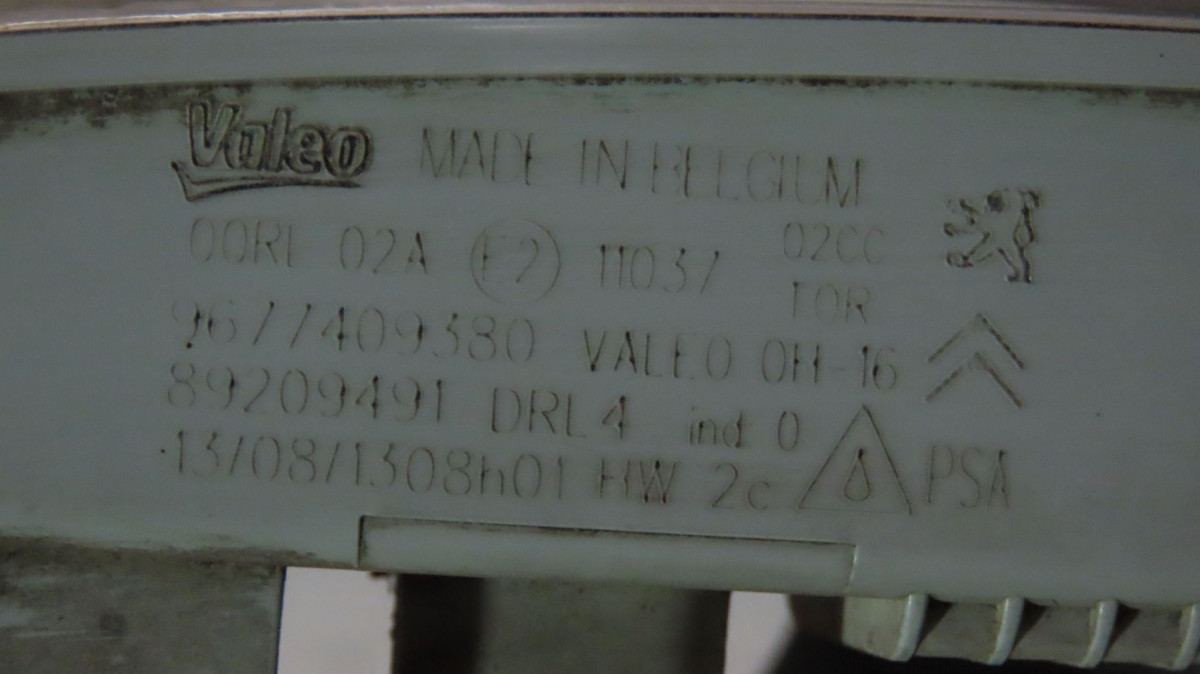 Valeo MADE IN BELGIUM
00RL 02A E2 11037 02CC
TOR
9677409380 VALEO 0H-16
89209491 DRL4 ind 0
13/08/1308h01 HW 2c PSA